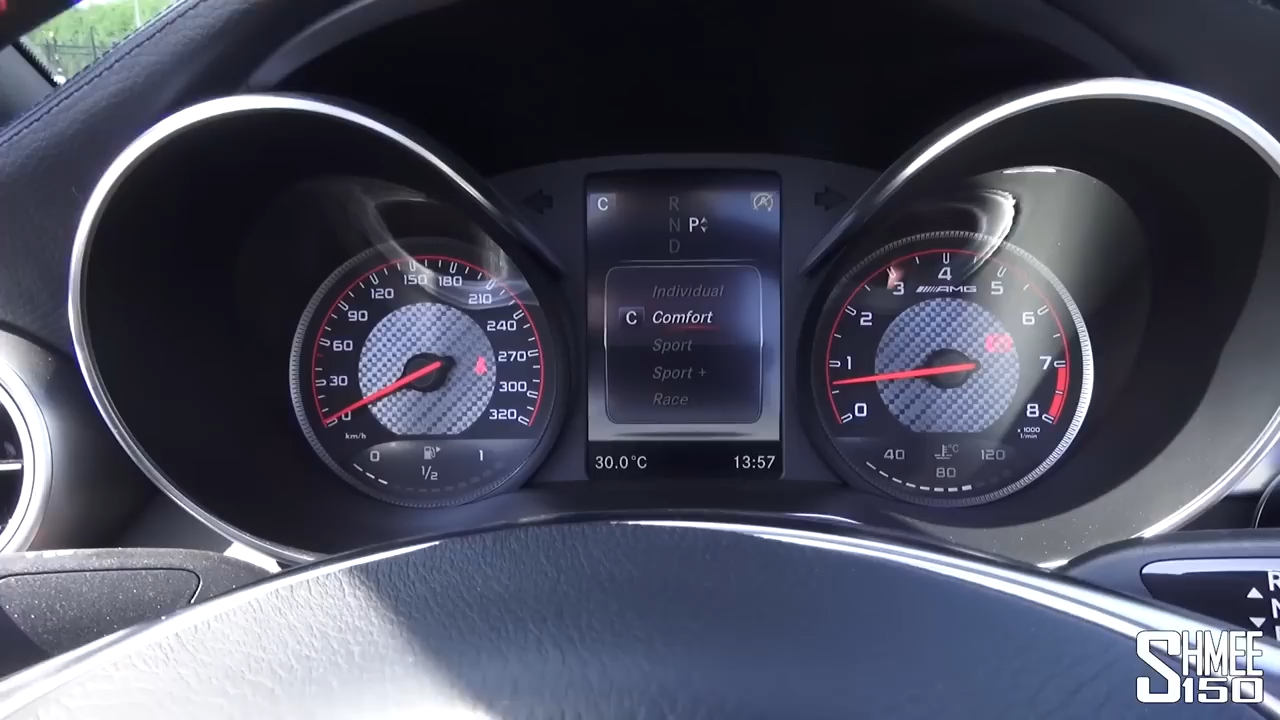 C
R
N P
D
Individual
C Comfort
Sport
Sport +
Race
30.0°C 13:57
0
30
60
90
120
150
180
210
240
270
300
320
km/h
0 1/2 1
0
1
2
3
4
5
6
7
8
AMG
x 1000
1/min
40 °C 120
80
R
N
SHMEE
150